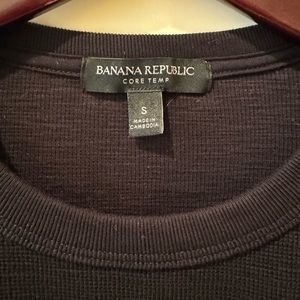 BANANA REPUBLIC
CORE TEMP
S
MADE IN
CAMBODIA